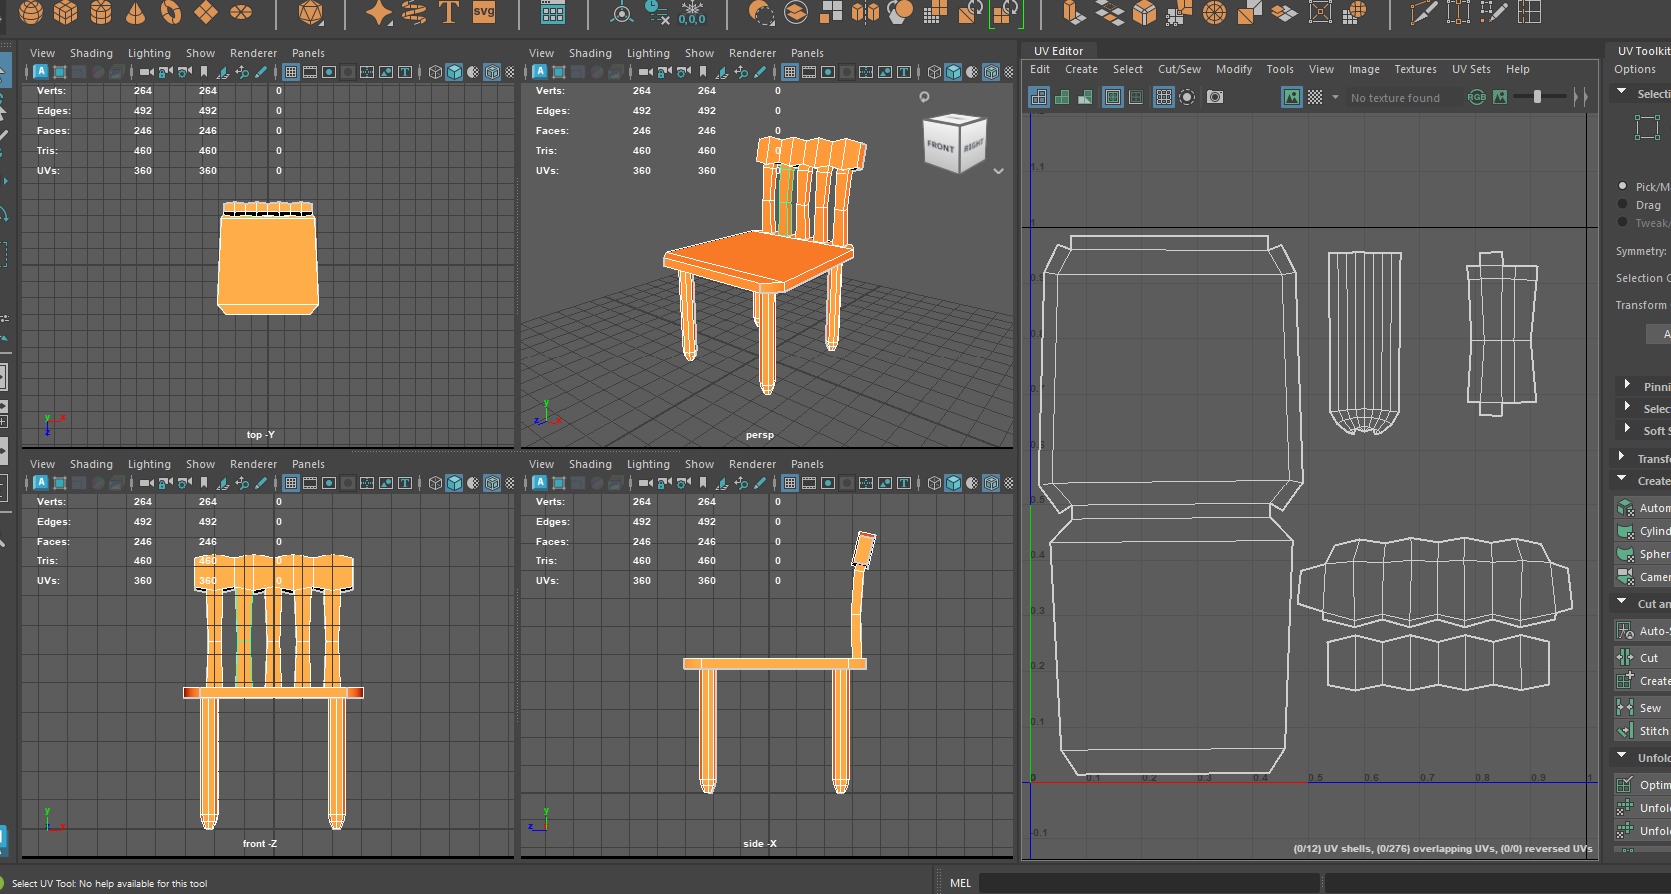 svg
0,0,0
View Shading Lighting Show Renderer Panels
Verts: 264 264 0
Edges: 492 492 0
Faces: 246 246 0
Tris: 460 460 0
UVs: 360 360 0
y x z
top -Y
View Shading Lighting Show Renderer Panels
Verts: 264 264 0
Edges: 492 492 0
Faces: 246 246 0
Tris: 460 460 0
UVs: 360 360 0
FRONT RIGHT
y z x
persp
View Shading Lighting Show Renderer Panels
Verts: 264 264 0
Edges: 492 492 0
Faces: 246 246 0
Tris: 460 460 0
UVs: 360 360 0
y z x
front -Z
View Shading Lighting Show Renderer Panels
Verts: 264 264 0
Edges: 492 492 0
Faces: 246 246 0
Tris: 460 460 0
UVs: 360 360 0
y z
side -X
UV Editor
Edit Create Select Cut/Sew Modify Tools View Image Textures UV Sets Help
No texture found
RGB
1.1
1
0.9
0.8
0.7
0.6
0.5
0.4
0.3
0.2
0.1
0 0.1 0.2 0.3 0.4 0.5 0.6 0.7 0.8 0.9 1
-0.1
(0/12) UV shells, (0/276) overlapping UVs, (0/0) reversed UVs
UV Toolkit
Options
Selecti
Pick/Ma
Drag
Tweak/
Symmetry:
Selection C
Transform
A
Pinni
Selec
Soft S
Transf
Create
Autom
Cylind
Spher
Came
Cut an
Auto-S
Cut
Create
Sew
Stitch
Unfol
Optim
Unfol
Unfol
Select UV Tool: No help available for this tool
MEL